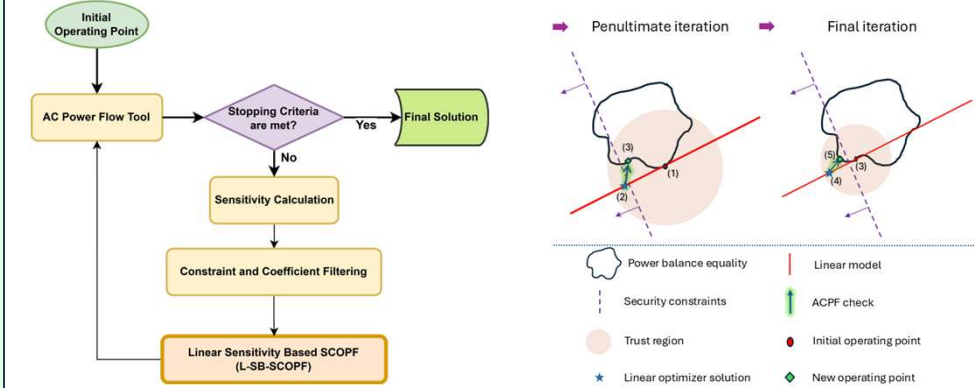 Initial
Operating Point
AC Power Flow Tool
Stopping Criteria
are met?
Yes
Final Solution
No
Sensitivity Calculation
Constraint and Coefficient Filtering
Linear Sensitivity Based SCOPF
(L-SB-SCOPF)
Penultimate iteration
(3)
(1)
(2)
Final iteration
(5)
(3)
(4)
Power balance equality
Linear model
Security constraints
ACPF check
Trust region
Initial operating point
Linear optimizer solution
New operating point